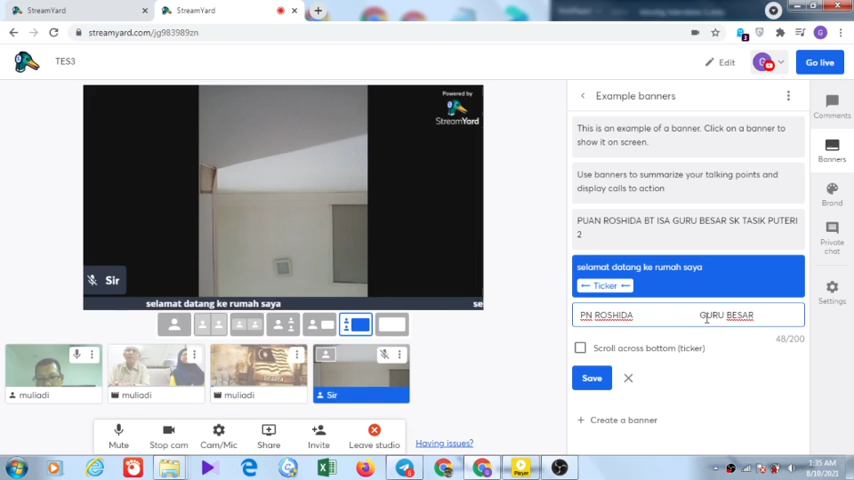 StreamYard
StreamYard
streamyard.com/jg983989zn
3
G
TES3
Edit
G
Go live
Powered by
StreamYard
Sir
selamat datang ke rumah saya
se
Example banners
This is an example of a banner. Click on a banner to
show it on screen.
Use banners to summarize your talking points and
display calls to action
PUAN ROSHIDA BT ISA GURU BESAR SK TASIK PUTERI
2
selamat datang ke rumah saya
← Ticker ←
PN ROSHIDA GURU BESAR
48/200
Scroll across bottom (ticker)
Save
+ Create a banner
Comments
Banners
Brand
Private
chat
Settings
muliadi
muliadi
muliadi
Sir
Mute
Stop cam
Cam/Mic
Share
Invite
Leave studio
Having issues?
Player
1:35 AM
8/10/2021